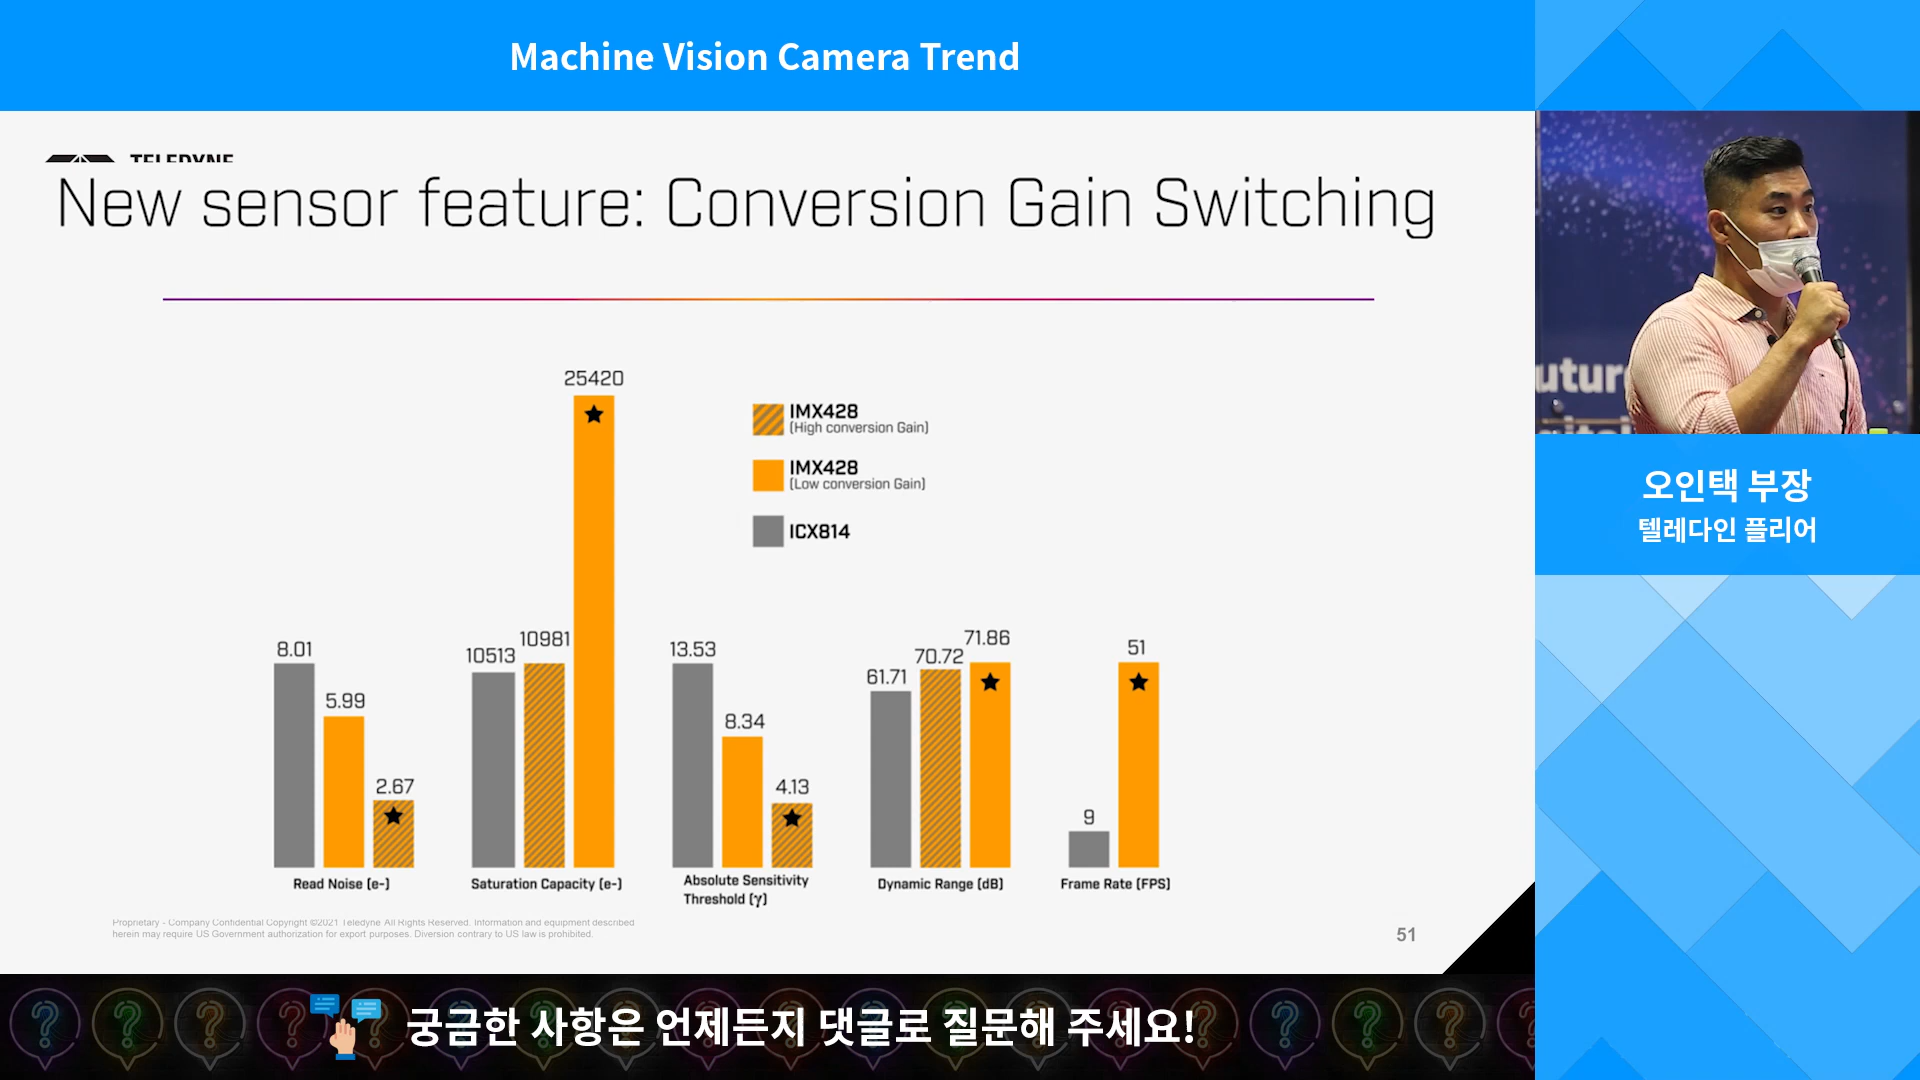 Machine Vision Camera Trend
TELEDYNE
New sensor feature: Conversion Gain Switching
25420
IMX428
(High conversion Gain)
IMX428
(Low conversion Gain)
ICX814
8.01
5.99
2.67
10513
10981
13.53
8.34
4.13
61.71
70.72
71.86
9
51
Read Noise (e-)
Saturation Capacity (e-)
Absolute Sensitivity
Threshold (γ)
Dynamic Range (dB)
Frame Rate (FPS)
Proprietary - Company Confidential Copyright ©2021 Teledyne All Rights Reserved. Information and equipment described
herein may require US Government authorization for export purposes. Diversion contrary to US law is prohibited.
51
오인택 부장
텔레다인 플리어
궁금한 사항은 언제든지 댓글로 질문해 주세요!